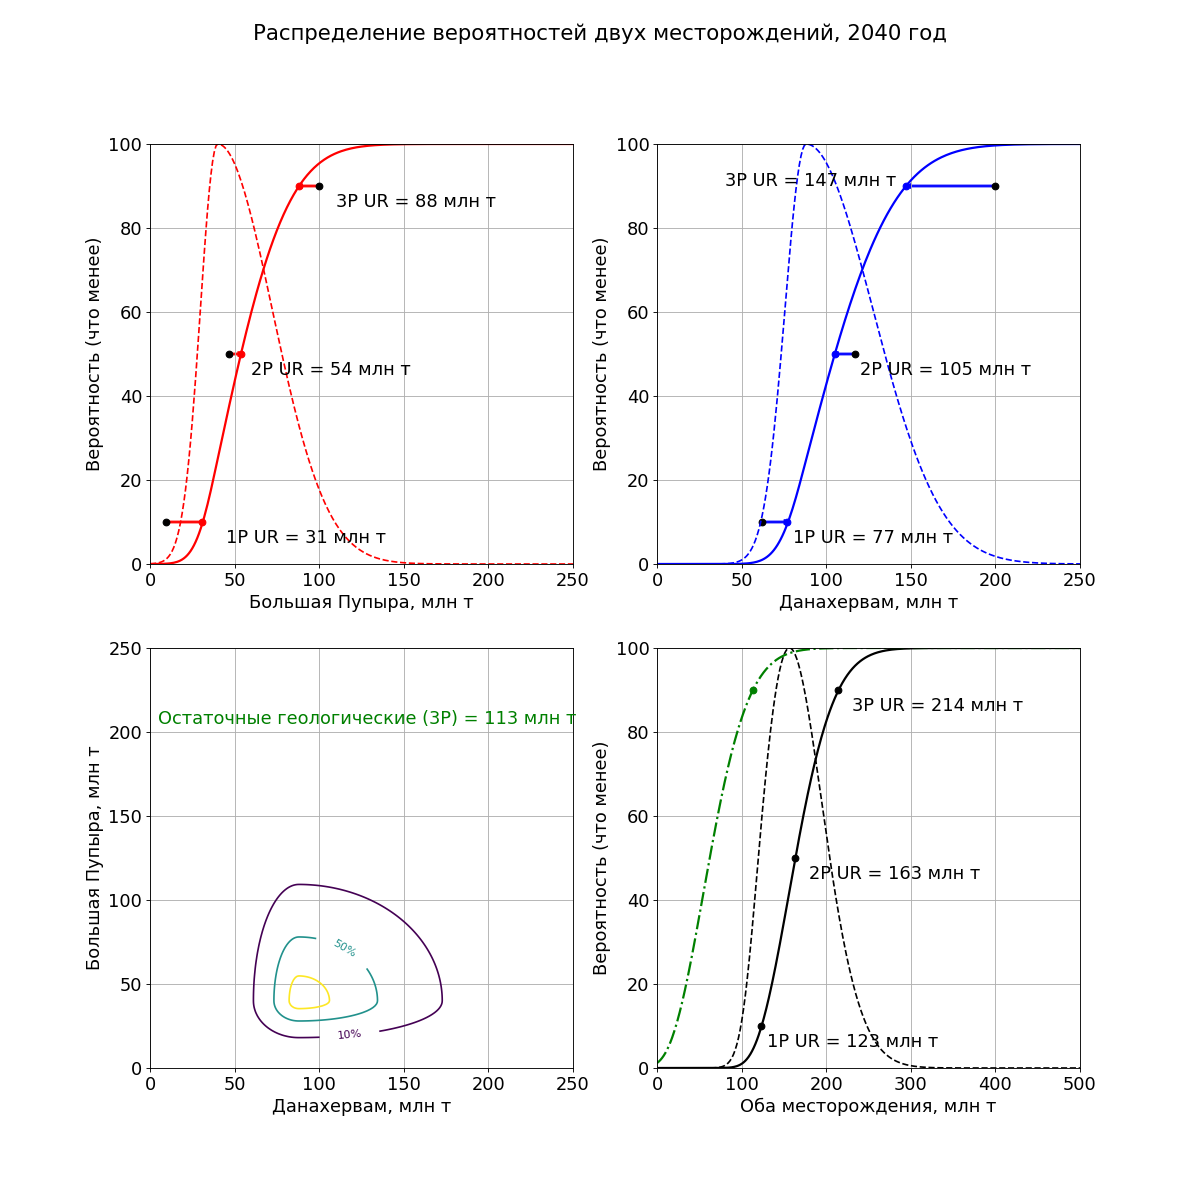 Распределение вероятностей двух месторождений, 2040 год
100
80
60
40
20
0
Вероятность (что менее)
3P UR = 88 млн т
2P UR = 54 млн т
1P UR = 31 млн т
0 50 100 150 200 250
Большая Пупыра, млн т
100
80
60
40
20
0
Вероятность (что менее)
3P UR = 147 млн т
2P UR = 105 млн т
1P UR = 77 млн т
0 50 100 150 200 250
Данахервам, млн т
250
200
150
100
50
0
Большая Пупыра, млн т
Остаточные геологические (3P) = 113 млн т
50%
10%
0 50 100 150 200 250
Данахервам, млн т
100
80
60
40
20
0
Вероятность (что менее)
3P UR = 214 млн т
2P UR = 163 млн т
1P UR = 123 млн т
0 100 200 300 400 500
Оба месторождения, млн т